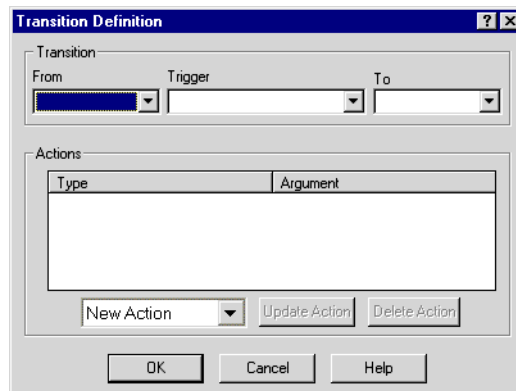 Transition Definition
Transition
From Trigger To
Actions
Type Argument
New Action Update Action Delete Action
OK Cancel Help